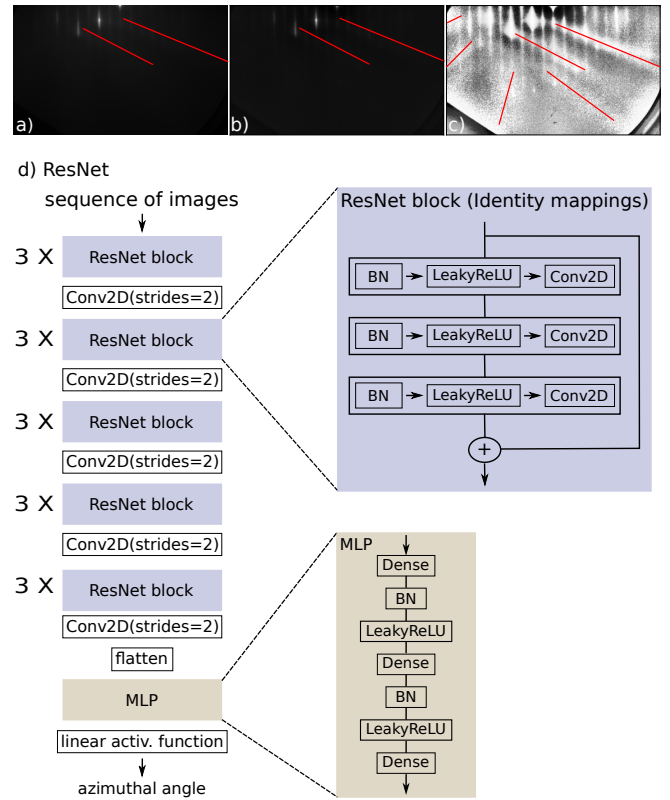 a)
b)
c)
d) ResNet
sequence of images
3 X
ResNet block
Conv2D(strides=2)
3 X
ResNet block
Conv2D(strides=2)
3 X
ResNet block
Conv2D(strides=2)
3 X
ResNet block
Conv2D(strides=2)
3 X
ResNet block
Conv2D(strides=2)
flatten
MLP
linear activ. function
azimuthal angle
ResNet block (Identity mappings)
BN LeakyReLU Conv2D
BN LeakyReLU Conv2D
BN LeakyReLU Conv2D
+
MLP
Dense
BN
LeakyReLU
Dense
BN
LeakyReLU
Dense